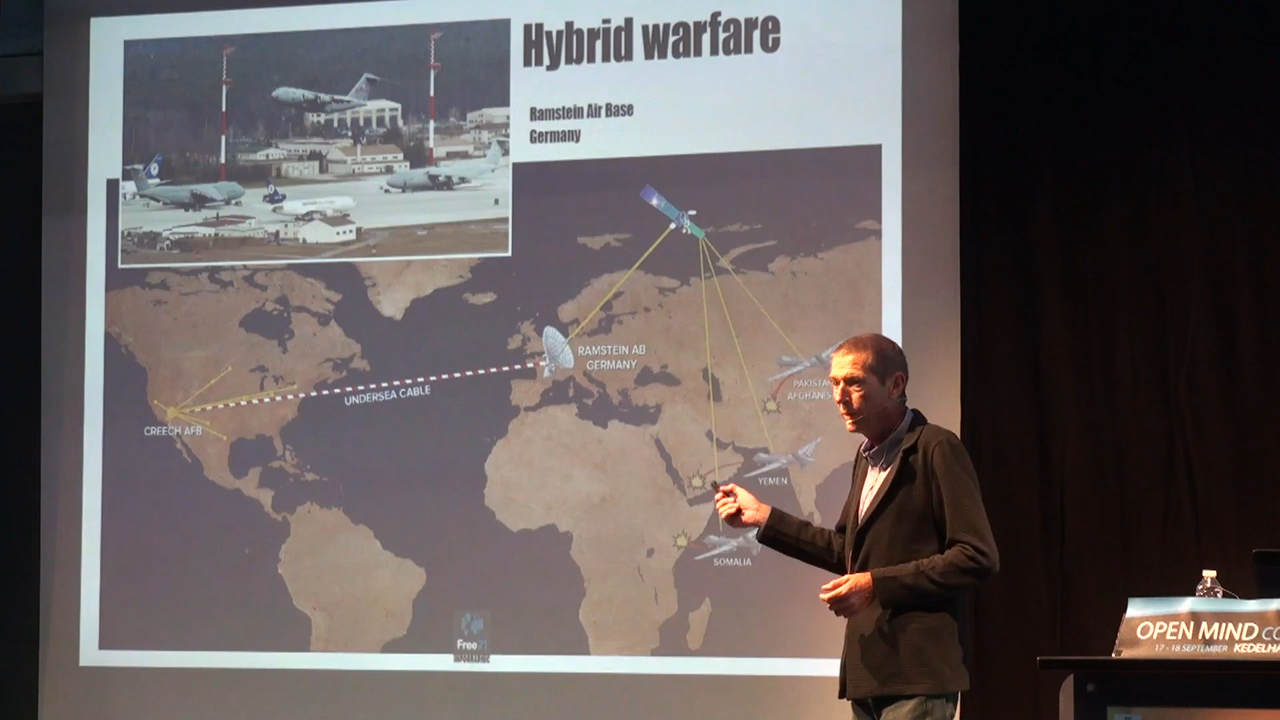 Hybrid warfare
Ramstein Air Base
Germany
RAMSTEIN AB
GERMANY
UNDERSEA CABLE
CREECH AFB
YEMEN
SOMALIA
Free21
OPEN MIND
17 - 18 SEPTEMBER